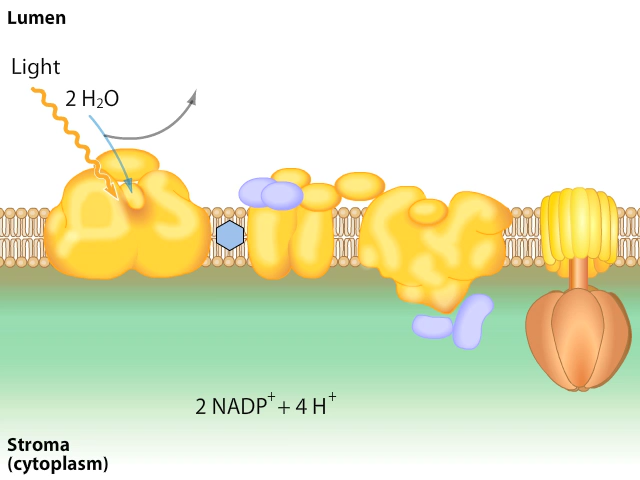 Lumen
Light
2 H₂O
2 NADP⁺ + 4 H⁺
Stroma
(cytoplasm)